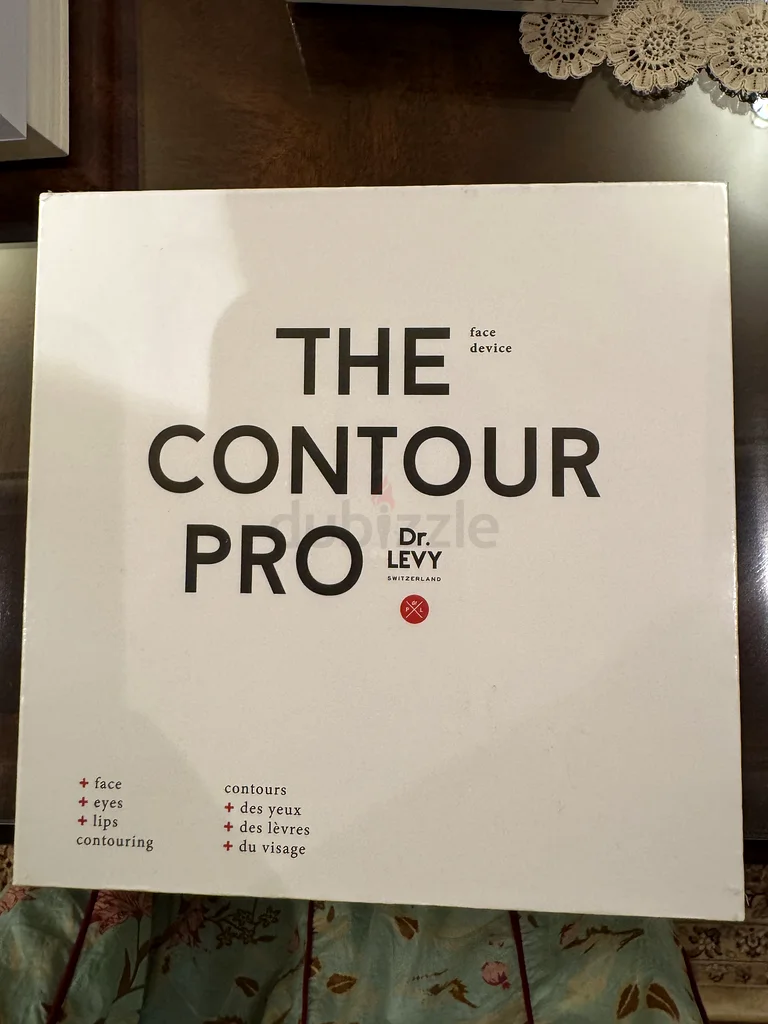 THE
face
device
CONTOUR
PRO
Dr.
LEVY
SWITZERLAND
dubizzle
+ face
+ eyes
+ lips
contouring
contours
+ des yeux
+ des lèvres
+ du visage